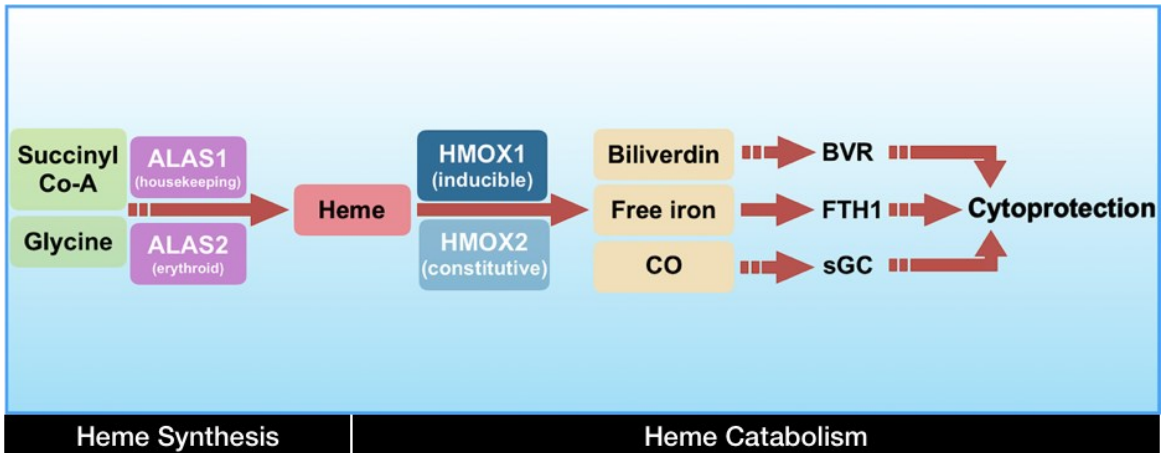 Succinyl
Co-A
Glycine
ALAS1
(housekeeping)
ALAS2
(erythroid)
Heme
HMOX1
(inducible)
HMOX2
(constitutive)
Biliverdin
Free iron
CO
BVR
FTH1
sGC
Cytoprotection
Heme Synthesis
Heme Catabolism